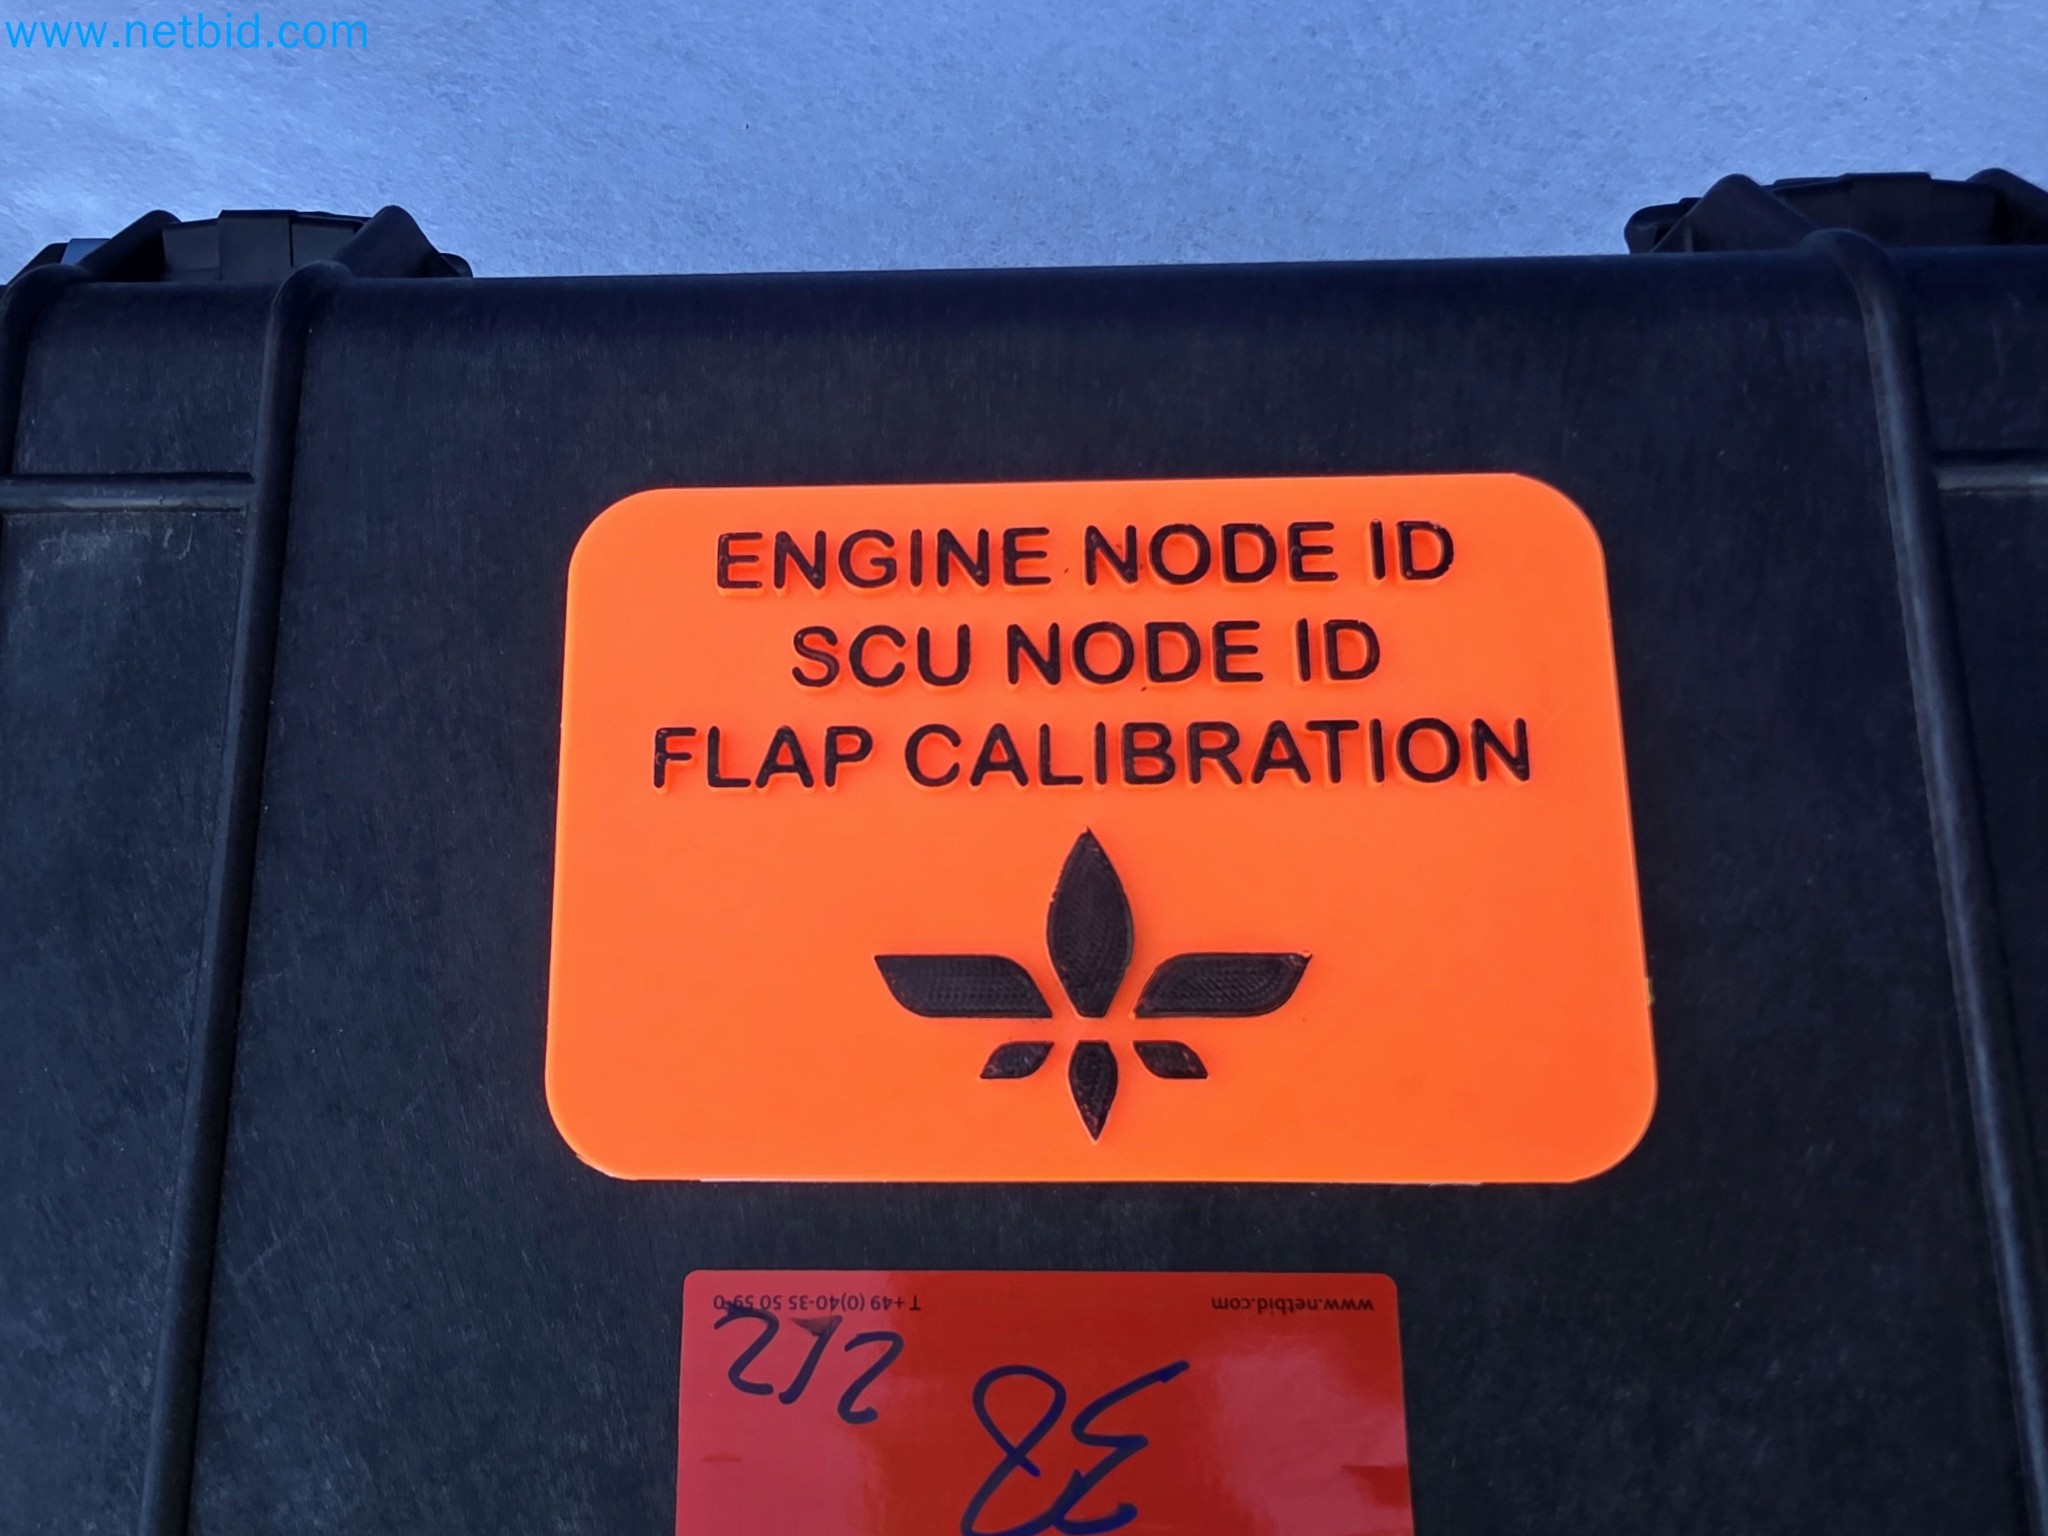 www.netbid.com
ENGINE NODE ID
SCU NODE ID
FLAP CALIBRATION
www.netbid.com
T+49 (0)40-35 50 59-0
212
38